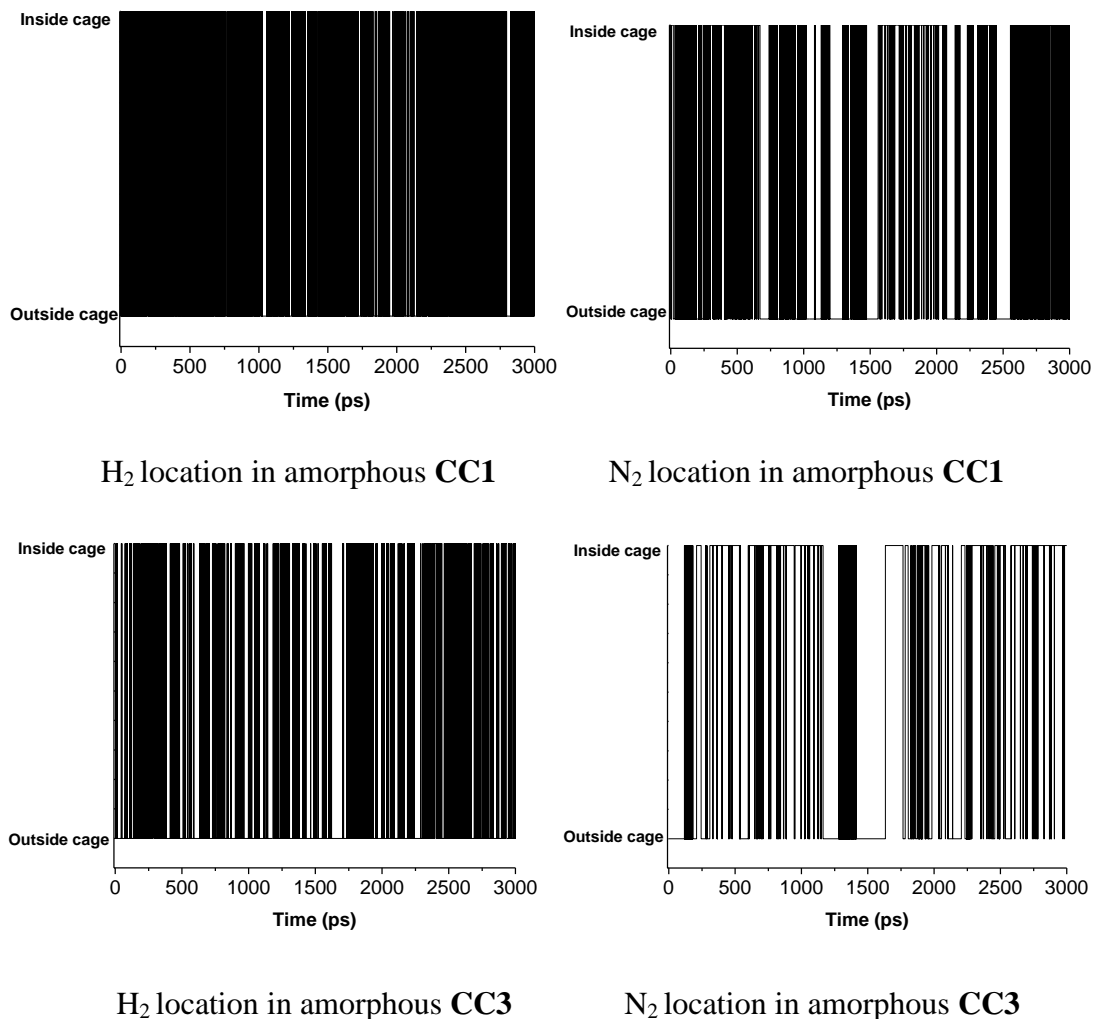 Inside cage
Outside cage
0 500 1000 1500 2000 2500 3000
Time (ps)
H₂ location in amorphous CC1
Inside cage
Outside cage
0 500 1000 1500 2000 2500 3000
Time (ps)
N₂ location in amorphous CC1
Inside cage
Outside cage
0 500 1000 1500 2000 2500 3000
Time (ps)
H₂ location in amorphous CC3
Inside cage
Outside cage
0 500 1000 1500 2000 2500 3000
Time (ps)
N₂ location in amorphous CC3